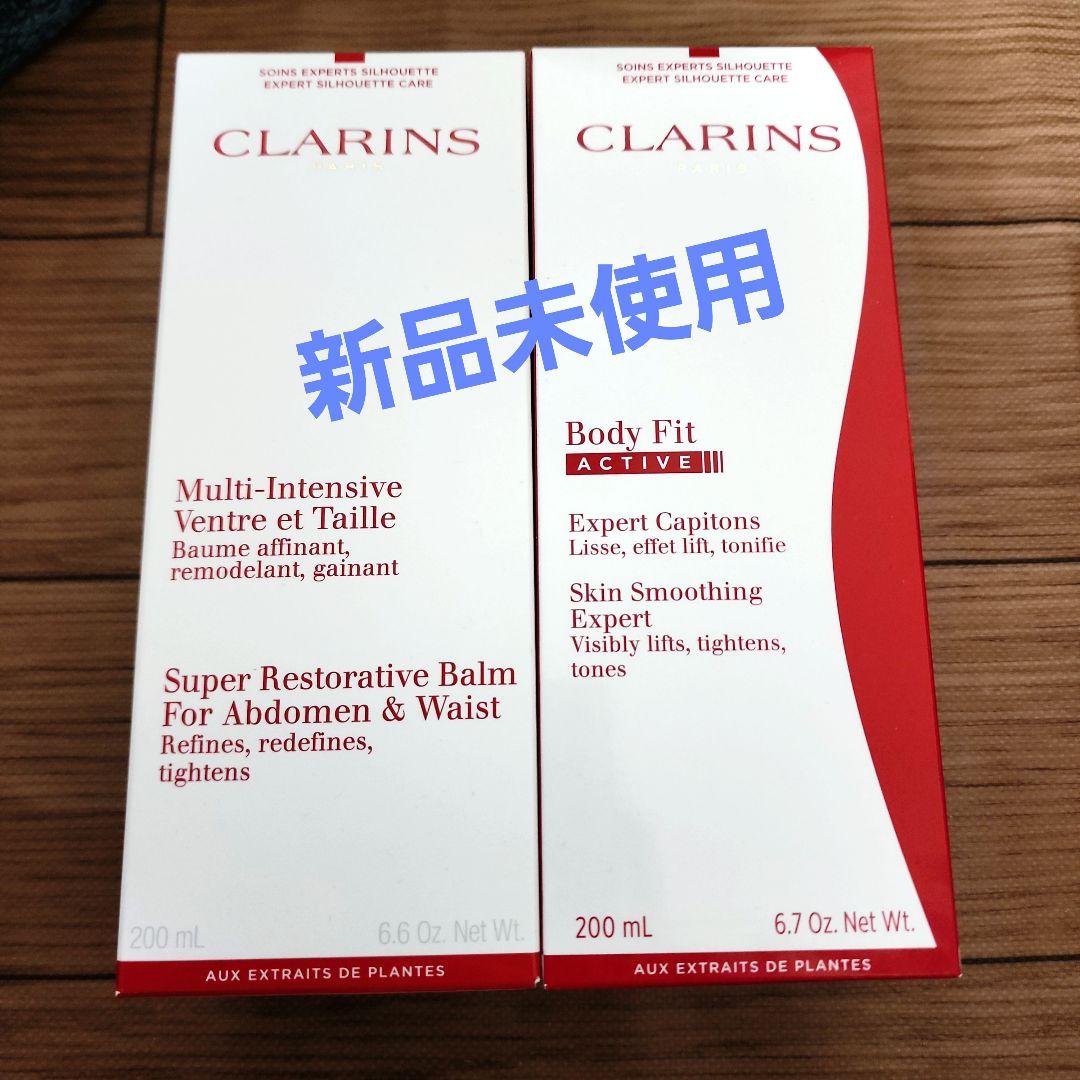 SOINS EXPERTS SILHOUETTE
EXPERT SILHOUETTE CARE
CLARINS
PARIS
Multi-Intensive
Ventre et Taille
Baume affinant,
remodelant, gainant
Super Restorative Balm
For Abdomen & Waist
Refines, redefines,
tightens
200 mL 6.6 Oz. Net Wt.
AUX EXTRAITS DE PLANTES
SOINS EXPERTS SILHOUETTE
EXPERT SILHOUETTE CARE
CLARINS
PARIS
新品未使用
Body Fit
ACTIVE
Expert Capitons
Lisse, effet lift, tonifie
Skin Smoothing
Expert
Visibly lifts, tightens,
tones
200 mL 6.7 Oz. Net Wt.
AUX EXTRAITS DE PLANTES